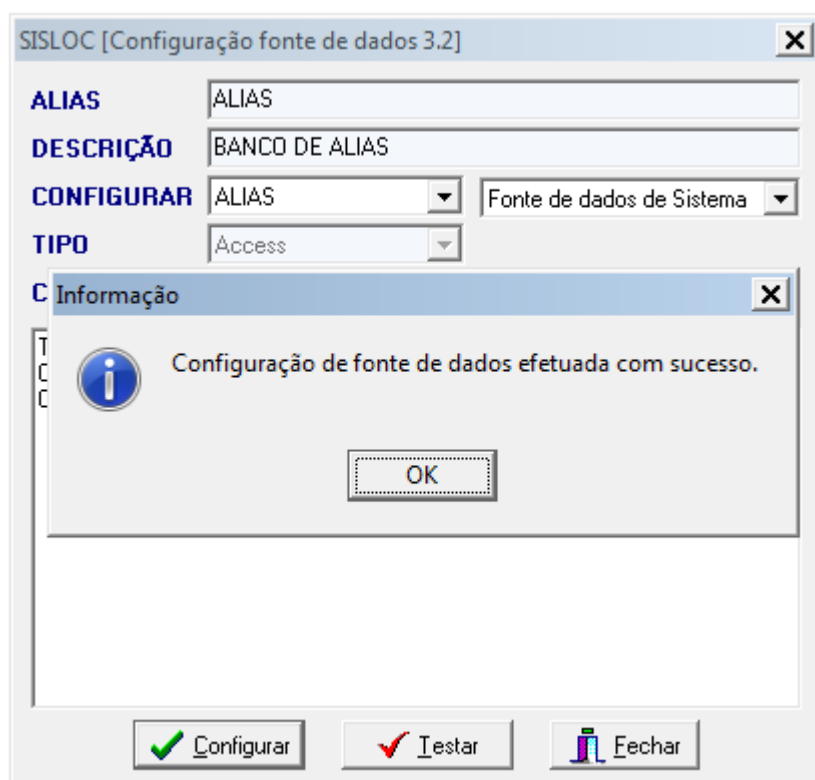 SISLOC [Configuração fonte de dados 3.2]
ALIAS ALIAS
DESCRIÇÃO BANCO DE ALIAS
CONFIGURAR ALIAS Fonte de dados de Sistema
TIPO Access
Informação
Configuração de fonte de dados efetuada com sucesso.
OK
Configurar Testar Fechar